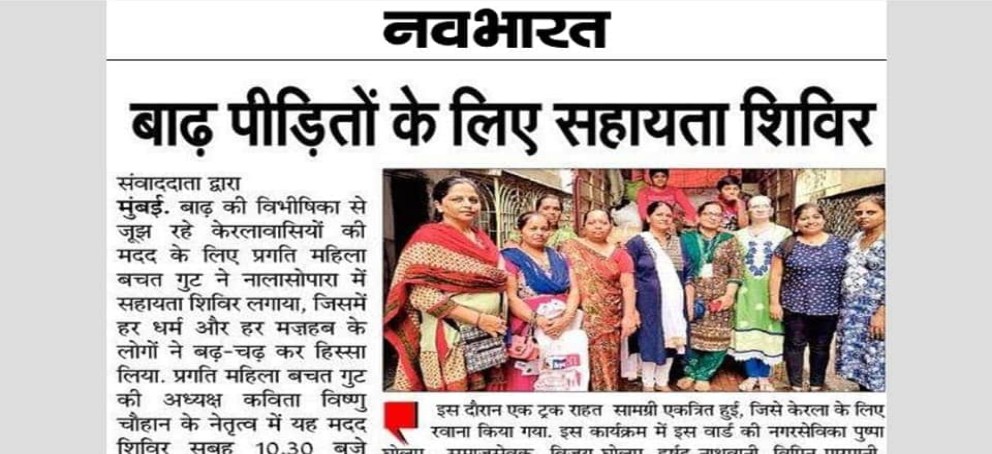 नवभारत
बाढ़ पीड़ितों के लिए सहायता शिविर
संवाददाता द्वारा
मुंबई. बाढ़ की विभीषिका से
जूझ रहे केरलावासियों की
मदद के लिए प्रगति महिला
बचत गुट ने नालासोपारा में
सहायता शिविर लगाया, जिसमें
हर धर्म और हर मज़हब के
लोगों ने बढ़-चढ़ कर हिस्सा
लिया. प्रगति महिला बचत गुट
की अध्यक्ष कविता विष्णु
चौहान के नेतृत्व में यह मदद
शिविर सुबह 10.30 बजे
इस दौरान एक ट्रक राहत सामग्री एकत्रित हुई, जिसे केरला के लिए
रवाना किया गया. इस कार्यक्रम में इस वार्ड की नगरसेविका पुष्पा